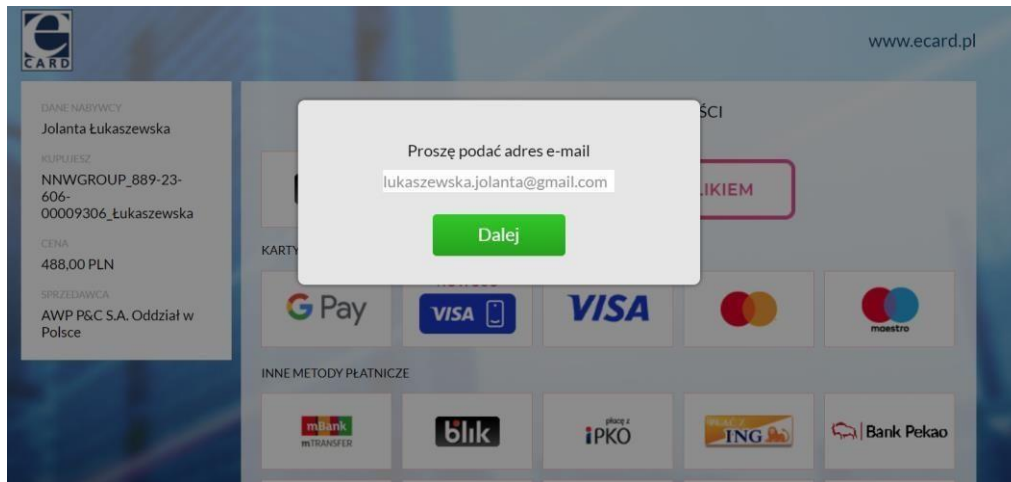 CARD
www.ecard.pl
DANE NABYWCY
Jolanta Łukaszewska
KUPUJESZ
NNWGROUP_889-23-
606-
00009306_Łukaszewska
CENA
488,00 PLN
SPRZEDAWCA
AWP P&C S.A. Oddział w
Polsce
ŚCI
Proszę podać adres e-mail
lukaszewska.jolanta@gmail.com
Dalej
LIKIEM
KARTY
G Pay
VISA
VISA
maestro
INNE METODY PŁATNICZE
mBank
mTRANSFER
blik
płacę z
iPKO
PŁAĆ Z
ING
Bank Pekao